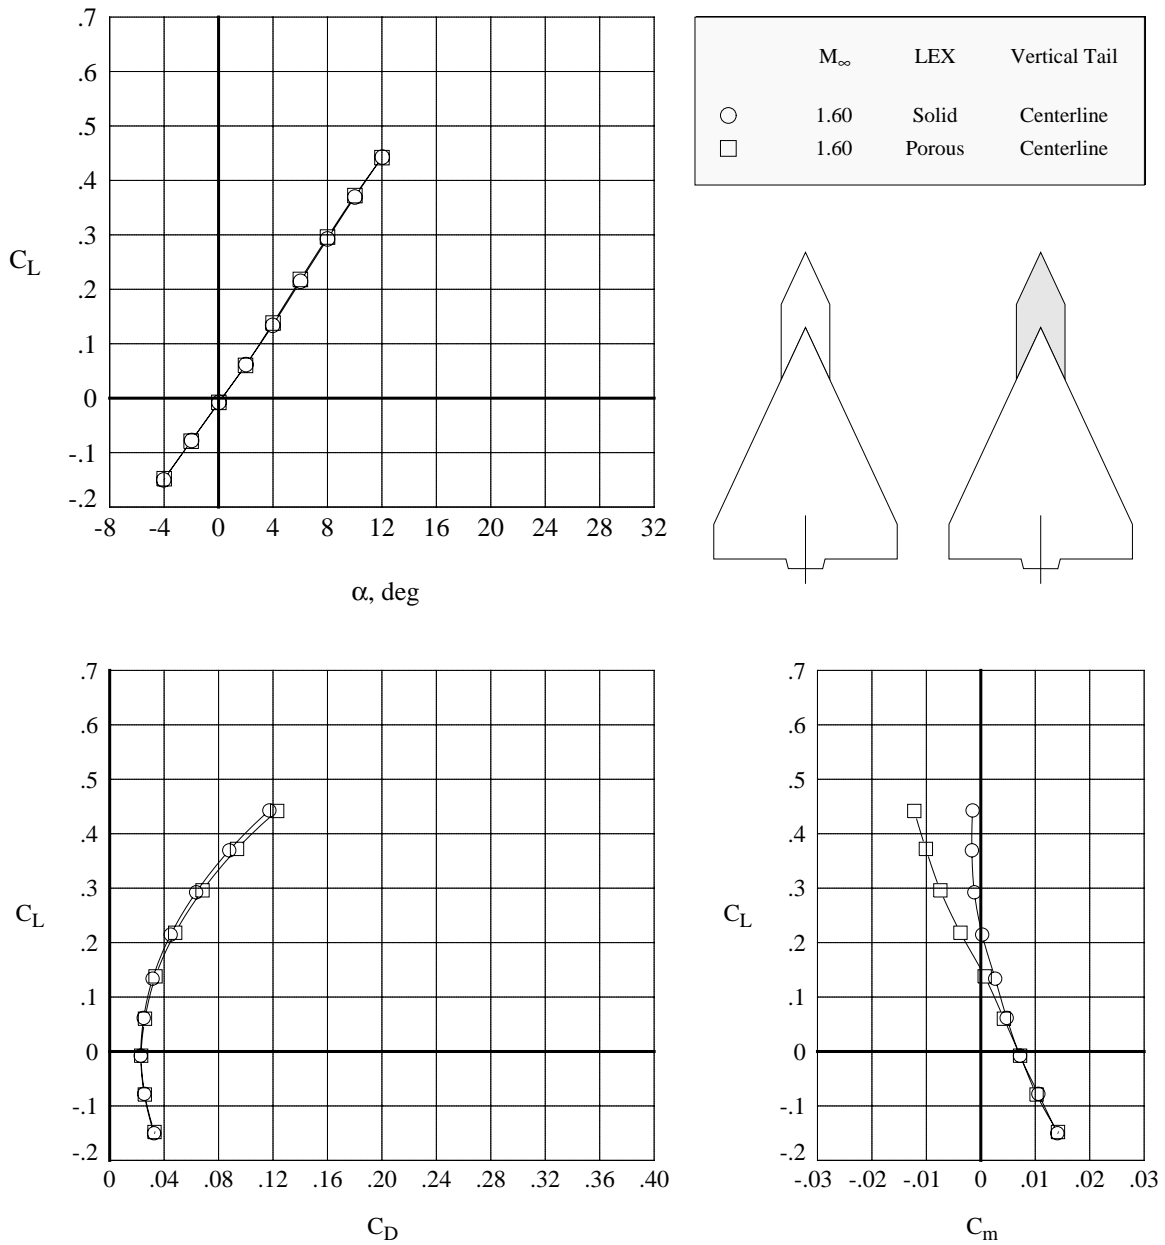 .7
.6
.5
.4
.3
C_L
.2
.1
0
-.1
-.2
-8 -4 0 4 8 12 16 20 24 28 32
α, deg
M∞ LEX Vertical Tail
1.60 Solid Centerline
1.60 Porous Centerline
.7
.6
.5
.4
.3
C_L
.2
.1
0
-.1
-.2
0 .04 .08 .12 .16 .20 .24 .28 .32 .36 .40
C_D
.7
.6
.5
.4
.3
C_L
.2
.1
0
-.1
-.2
-.03 -.02 -.01 0 .01 .03 .03
C_m